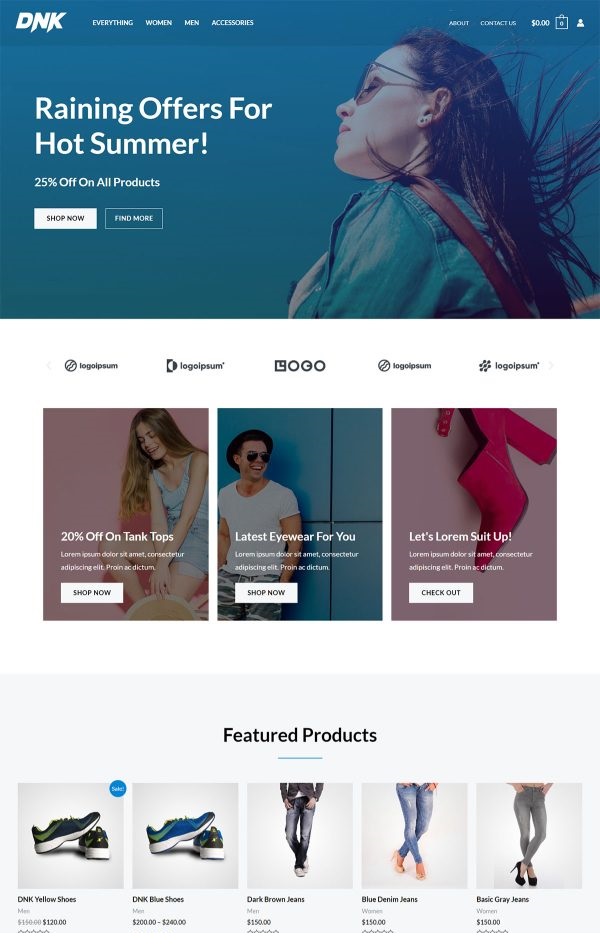 DNK
EVERYTHING WOMEN MEN ACCESSORIES
ABOUT CONTACT US $0.00 0
Raining Offers For
Hot Summer!
25% Off On All Products
SHOP NOW FIND MORE
logoipsum logoipsum LOGO logoipsum logoipsum
20% Off On Tank Tops
Lorem ipsum dolor sit amet, consectetur
adipiscing elit. Proin ac dictum.
SHOP NOW
Latest Eyewear For You
Lorem ipsum dolor sit amet, consectetur
adipiscing elit. Proin ac dictum.
SHOP NOW
Let's Lorem Suit Up!
Lorem ipsum dolor sit amet, consectetur
adipiscing elit. Proin ac dictum.
CHECK OUT
Featured Products
Sale!
DNK Yellow Shoes
Men
$150.00 $120.00
DNK Blue Shoes
Men
$200.00 – $240.00
Dark Brown Jeans
Men
$150.00
Blue Denim Jeans
Women
$150.00
Basic Gray Jeans
Women
$150.00